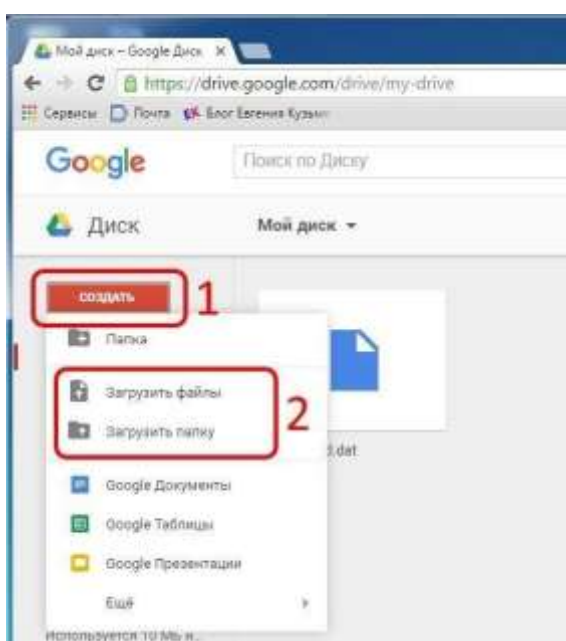 Мой диск – Google Диск
https://drive.google.com/drive/my-drive
Сервисы Почта Блог Евгения
Google Поиск по Диску
Диск Мой диск
СОЗДАТЬ 1
Папка
Загрузить файлы
2
Загрузить папку
.dat
Google Документы
Google Таблицы
Google Презентации
Ещё
Используется 10 МБ